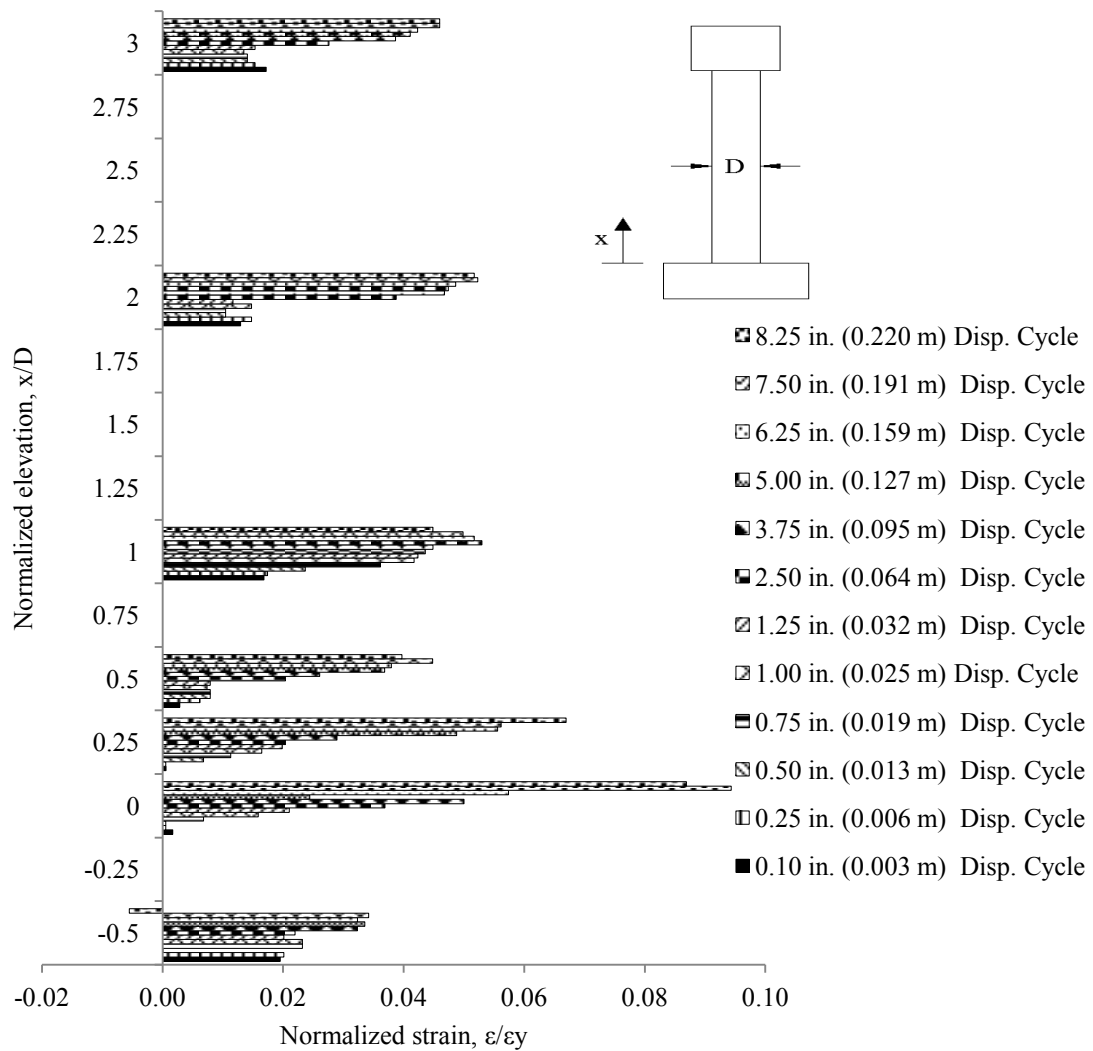 3
2.75
2.5
2.25
2
1.75
1.5
1.25
1
0.75
0.5
0.25
0
-0.25
-0.5
Normalized elevation, x/D
-0.02 0.00 0.02 0.04 0.06 0.08 0.10
Normalized strain, ε/εy
D
x
8.25 in. (0.220 m) Disp. Cycle
7.50 in. (0.191 m) Disp. Cycle
6.25 in. (0.159 m) Disp. Cycle
5.00 in. (0.127 m) Disp. Cycle
3.75 in. (0.095 m) Disp. Cycle
2.50 in. (0.064 m) Disp. Cycle
1.25 in. (0.032 m) Disp. Cycle
1.00 in. (0.025 m) Disp. Cycle
0.75 in. (0.019 m) Disp. Cycle
0.50 in. (0.013 m) Disp. Cycle
0.25 in. (0.006 m) Disp. Cycle
0.10 in. (0.003 m) Disp. Cycle